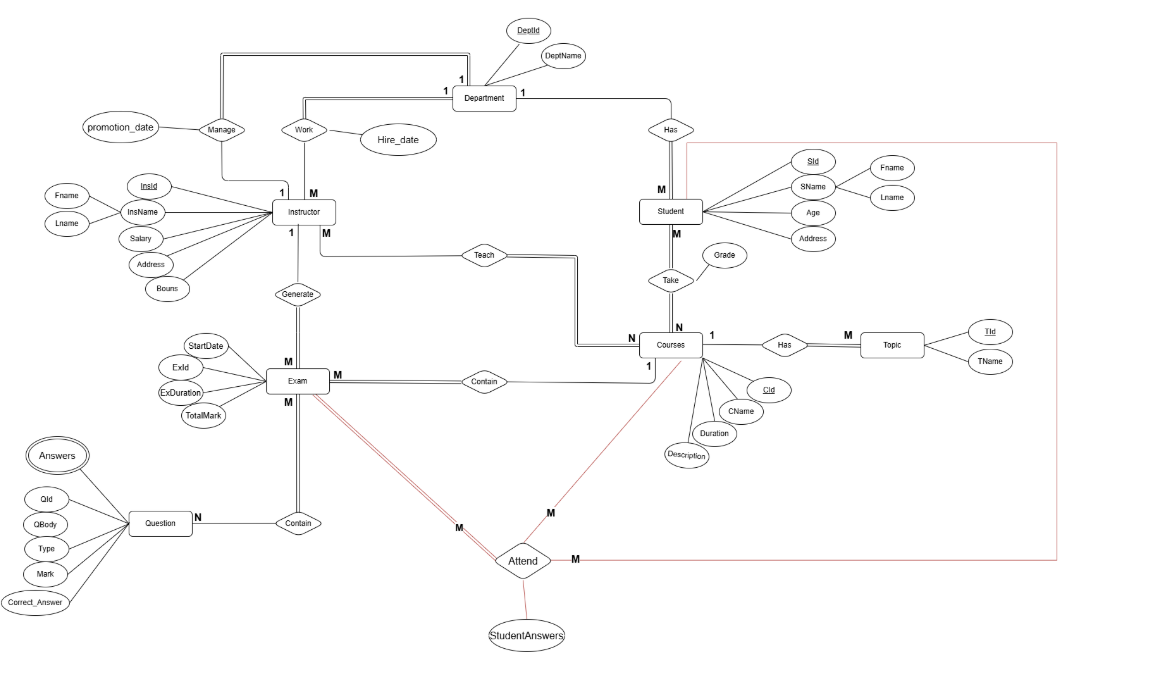 DeptId
DeptName
1
1
Department
1
promotion_date
Manage
Work
Hire_date
Has
SId
Fname
SName
Lname
Age
Address
InsId
Fname
InsName
Lname
Salary
Address
Bouns
1
M
Instructor
1
M
M
Student
M
Teach
Take
Grade
Generate
N
N
Courses
1
1
Has
M
Topic
TId
TName
StartDate
ExId
ExDuration
TotalMark
M
Exam
M
M
Contain
CId
CName
Duration
Description
Answers
QId
QBody
Type
Mark
Correct_Answer
Question
N
Contain
M
M
Attend
M
StudentAnswers